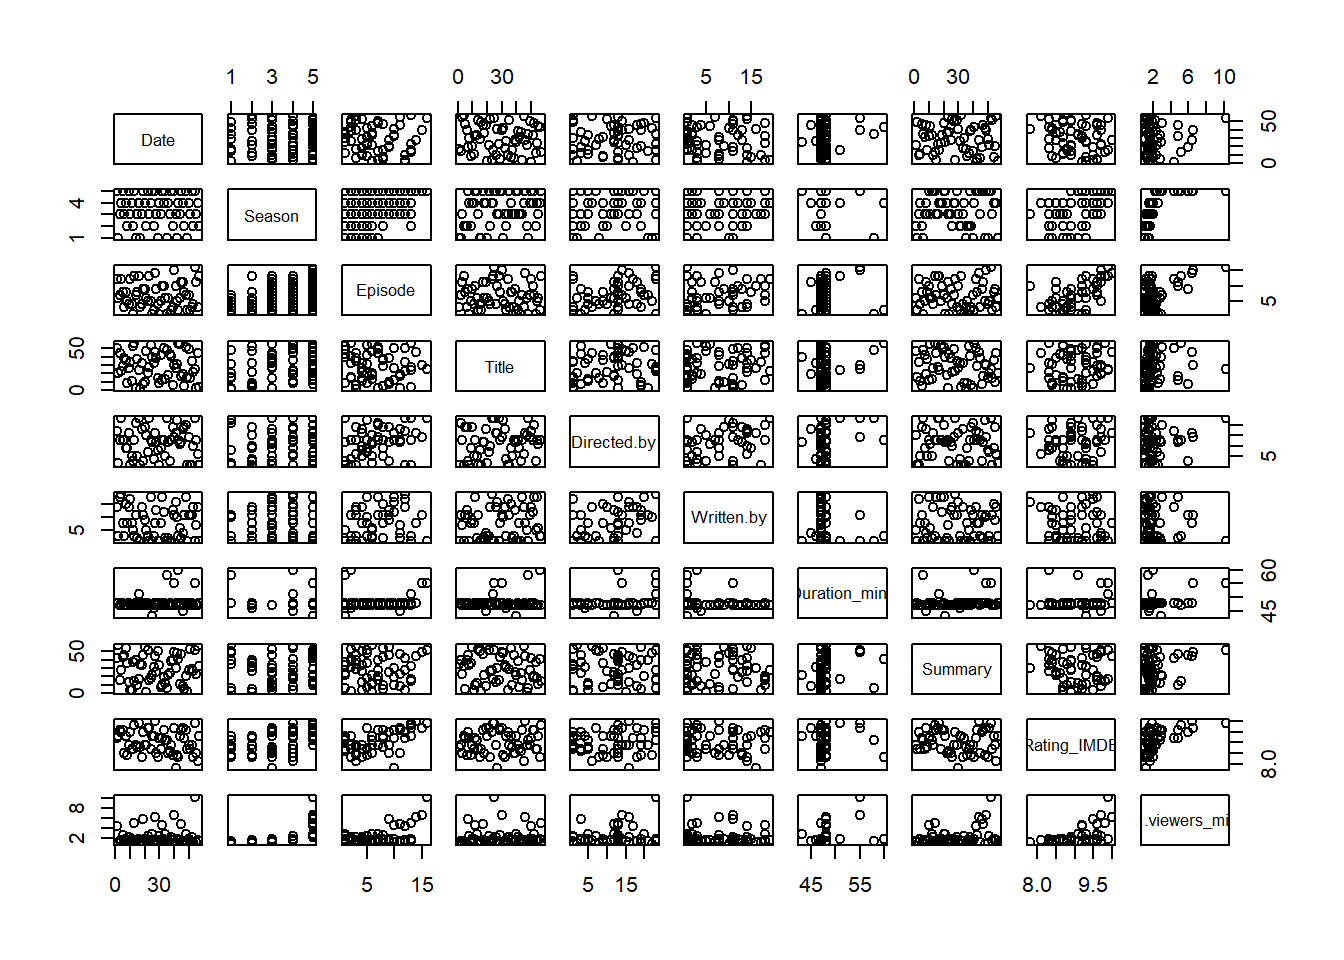 1 3 5 0 30 5 15 0 30 2 6 10
Date 0 50
1 4 Season
Episode 5
0 50 Title
Directed.by 5
5 Written.by
Duration_min 45 60
0 50 Summary
Rating_IMDB 8.0
2 8 .viewers_mi
0 30 5 15 5 15 45 55 8.0 9.5